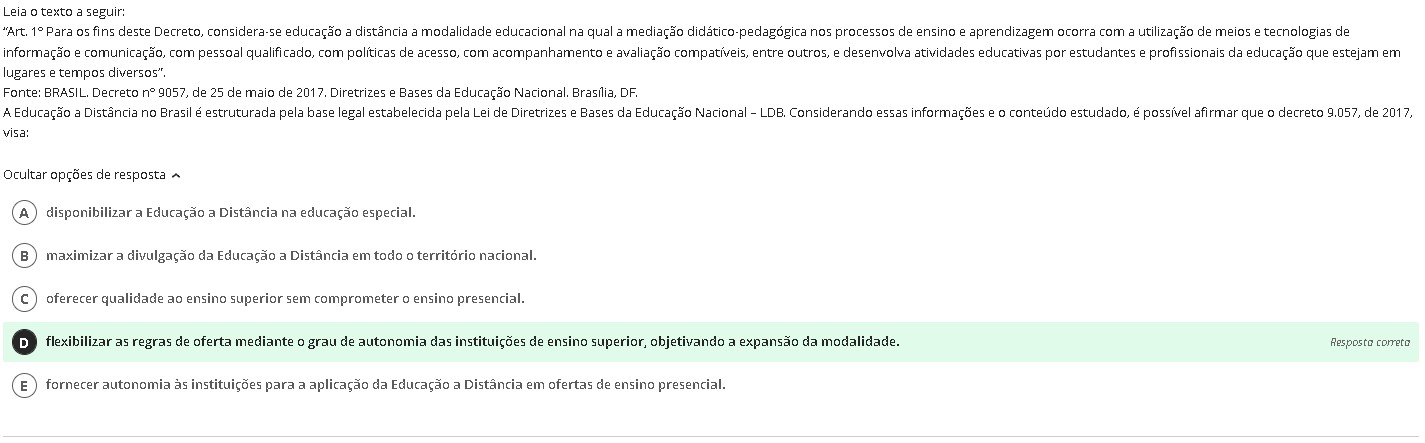 Leia o texto a seguir:
“Art. 1º Para os fins deste Decreto, considera-se educação a distância a modalidade educacional na qual a mediação didático-pedagógica nos processos de ensino e aprendizagem ocorra com a utilização de meios e tecnologias de
informação e comunicação, com pessoal qualificado, com políticas de acesso, com acompanhamento e avaliação compatíveis, entre outros, e desenvolva atividades educativas por estudantes e profissionais da educação que estejam em
lugares e tempos diversos”.
Fonte: BRASIL. Decreto nº 9057, de 25 de maio de 2017. Diretrizes e Bases da Educação Nacional. Brasília, DF.
A Educação a Distância no Brasil é estruturada pela base legal estabelecida pela Lei de Diretrizes e Bases da Educação Nacional – LDB. Considerando essas informações e o conteúdo estudado, é possível afirmar que o decreto 9.057, de 2017,
visa:
Ocultar opções de resposta
A disponibilizar a Educação a Distância na educação especial.
B maximizar a divulgação da Educação a Distância em todo o território nacional.
C oferecer qualidade ao ensino superior sem comprometer o ensino presencial.
D flexibilizar as regras de oferta mediante o grau de autonomia das instituições de ensino superior, objetivando a expansão da modalidade. Resposta correta
E fornecer autonomia às instituições para a aplicação da Educação a Distância em ofertas de ensino presencial.